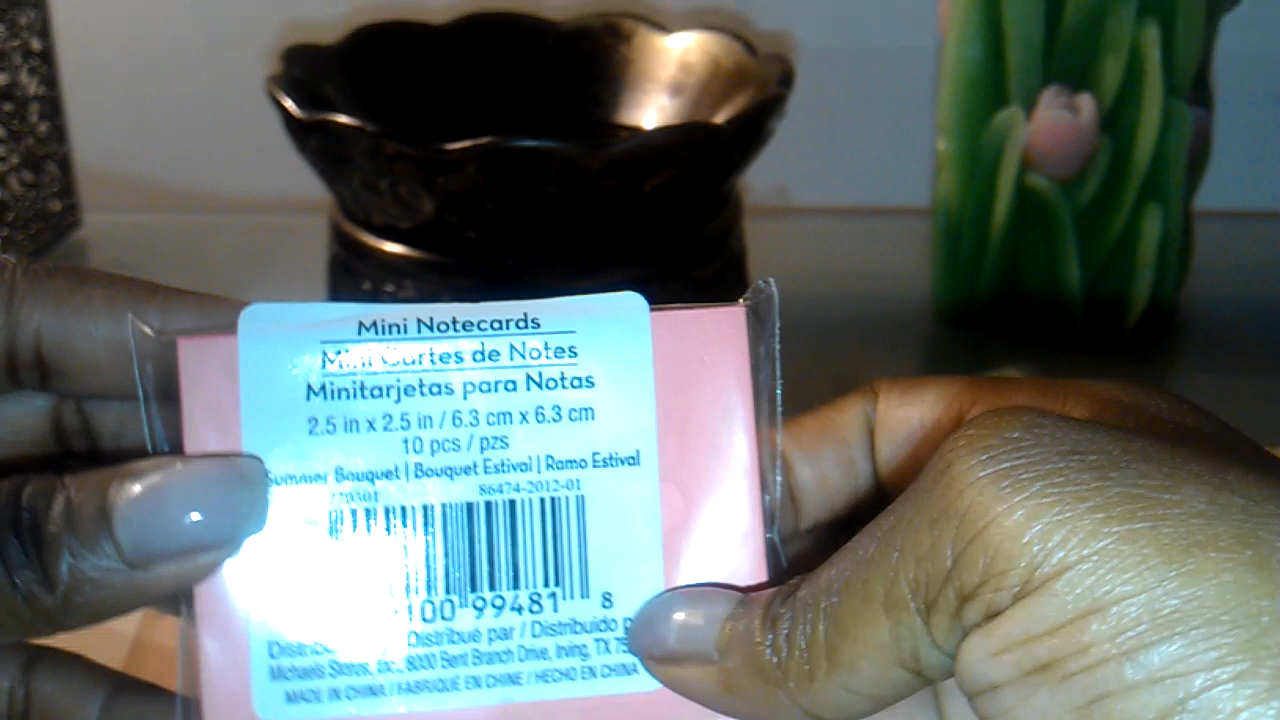 Mini Notecards
Mini Cartes de Notes
Minitarjetas para Notas
2.5 in x 2.5 in / 6.3 cm x 6.3 cm
10 pcs / pzs
Summer Bouquet | Bouquet Estival | Ramo Estival
86474-2012-01
100 99481 8
Distribué par / Distribuido
Michaels Stores, Inc., 8000 Bent Branch Drive, Irving, TX
MADE IN CHINA / FABRIQUÉ EN CHINE / HECHO EN CHINA